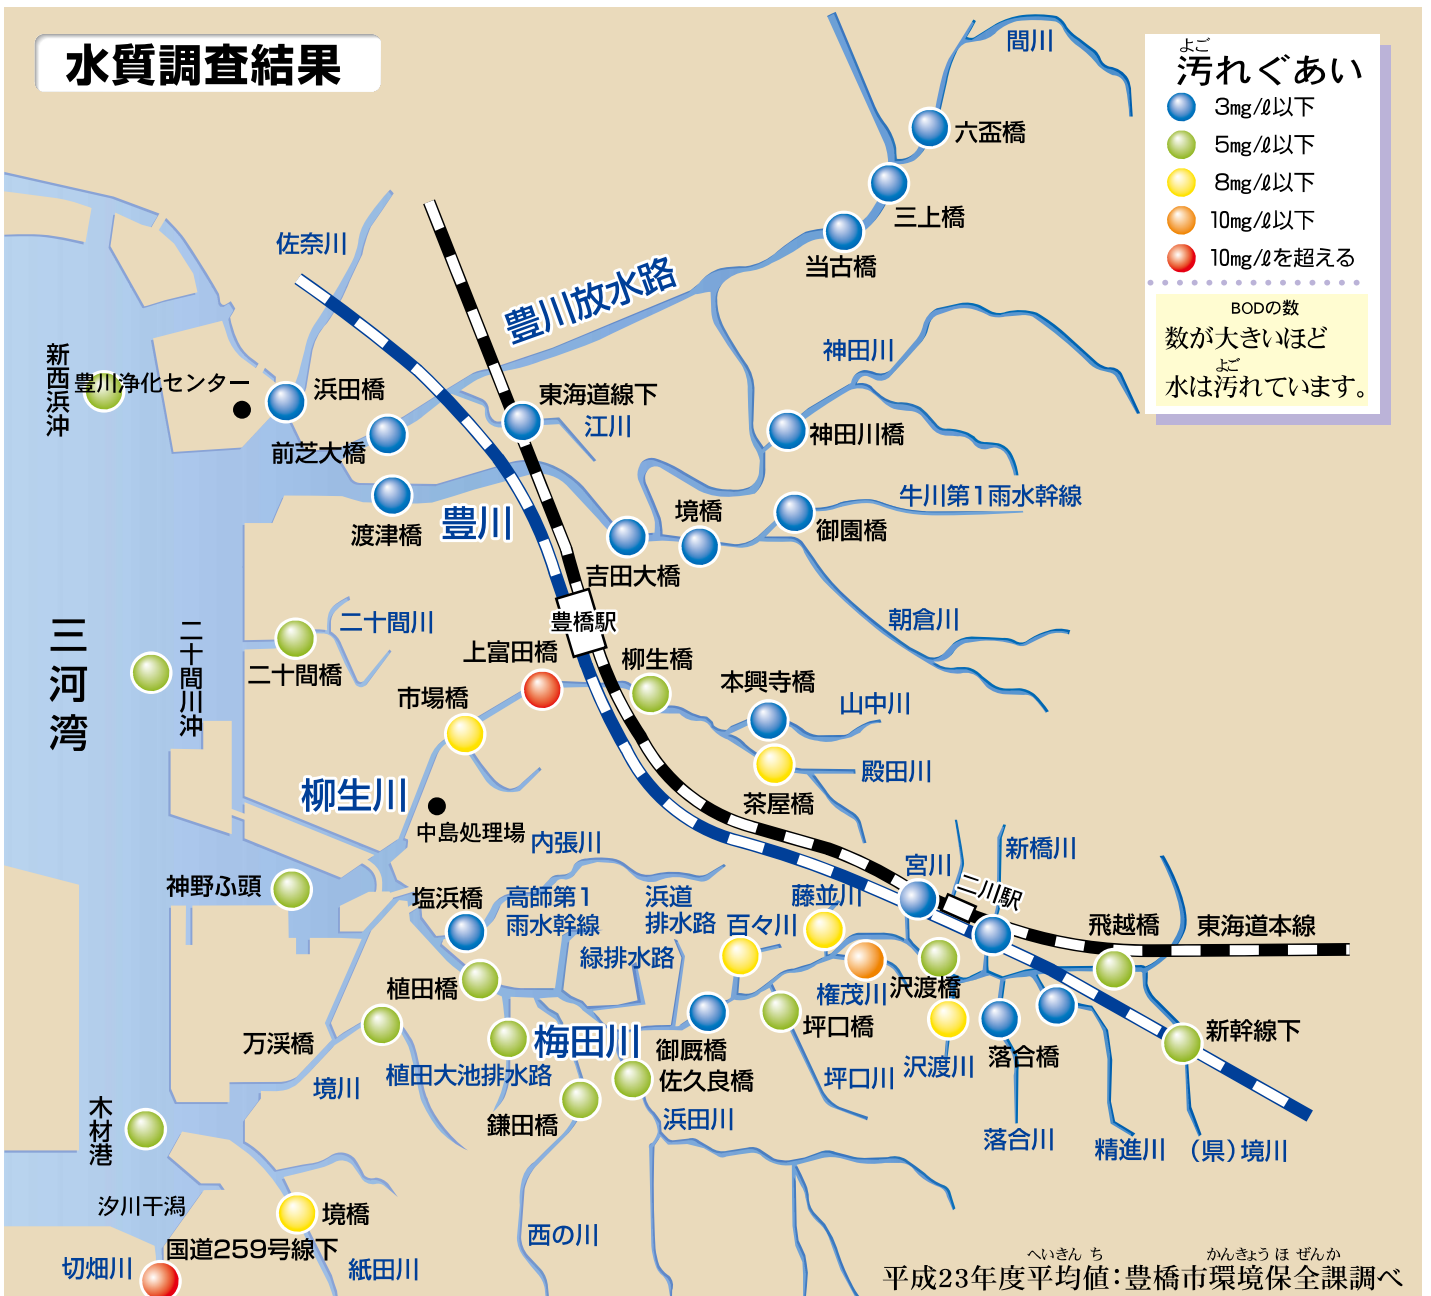 水質調査結果
よご
汚れぐあい
3mg/ℓ以下
5mg/ℓ以下
8mg/ℓ以下
10mg/ℓ以下
10mg/ℓを超える
BODの数
数が大きいほど
よご
水は汚れています。
間川
六盃橋
三上橋
当古橋
佐奈川
豊川放水路
神田川
新西浜沖
豊川浄化センター
浜田橋
前芝大橋
東海道線下
江川
神田川橋
渡津橋
豊川
境橋
牛川第1雨水幹線
御園橋
吉田大橋
豊橋駅
朝倉川
三河湾
二十間川沖
二十間川
二十間橋
上富田橋
柳生橋
市場橋
本興寺橋
山中川
殿田川
茶屋橋
柳生川
中島処理場
内張川
宮川
新橋川
二川駅
神野ふ頭
塩浜橋
高師第1
雨水幹線
浜道
排水路
百々川
藤並川
飛越橋
東海道本線
緑排水路
植田橋
権茂川
沢渡橋
万渓橋
梅田川
御厩橋
坪口橋
新幹線下
境川
植田大池排水路
佐久良橋
坪口川
沢渡川
落合橋
木材港
鎌田橋
浜田川
落合川
精進川
(県)境川
汐川干潟
境橋
国道259号線下
切畑川
紙田川
西の川
へいきん ち かんきょう ほ ぜんか
平成23年度平均値:豊橋市環境保全課調べ